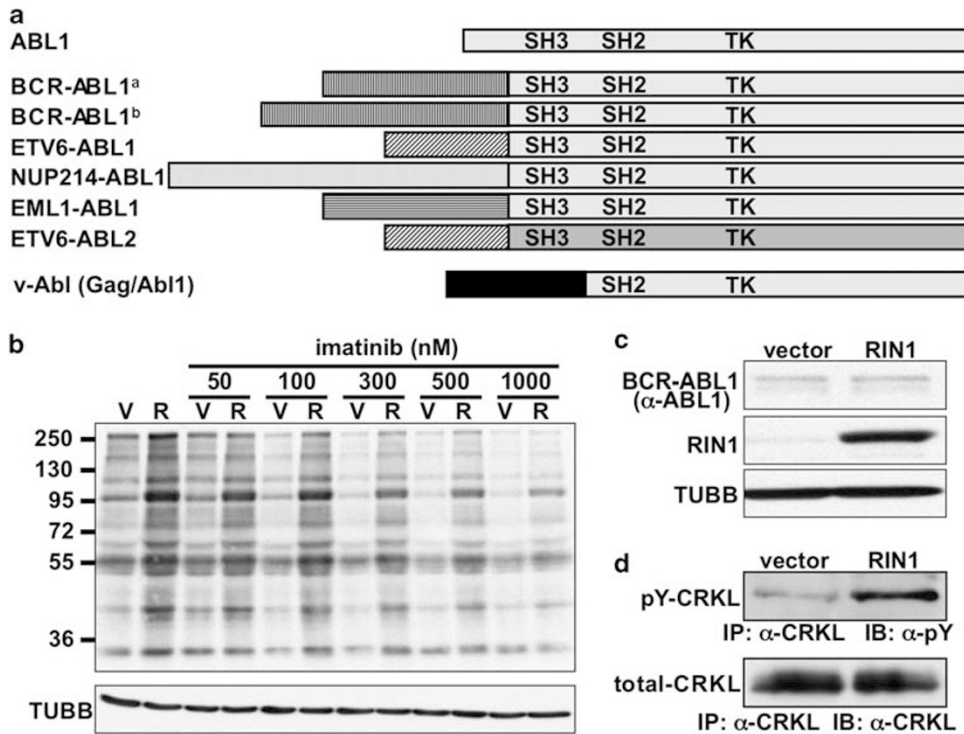 a
ABL1 SH3 SH2 TK
BCR-ABL1ᵃ SH3 SH2 TK
BCR-ABL1ᵇ SH3 SH2 TK
ETV6-ABL1 SH3 SH2 TK
NUP214-ABL1 SH3 SH2 TK
EML1-ABL1 SH3 SH2 TK
ETV6-ABL2 SH3 SH2 TK
v-Abl (Gag/Abl1) SH2 TK
b
imatinib (nM)
50 100 300 500 1000
V R V R V R V R V R V R
250
130
95
72
55
36
TUBB
c
vector RIN1
BCR-ABL1
(α-ABL1)
RIN1
TUBB
d
vector RIN1
pY-CRKL
IP: α-CRKL IB: α-pY
total-CRKL
IP: α-CRKL IB: α-CRKL